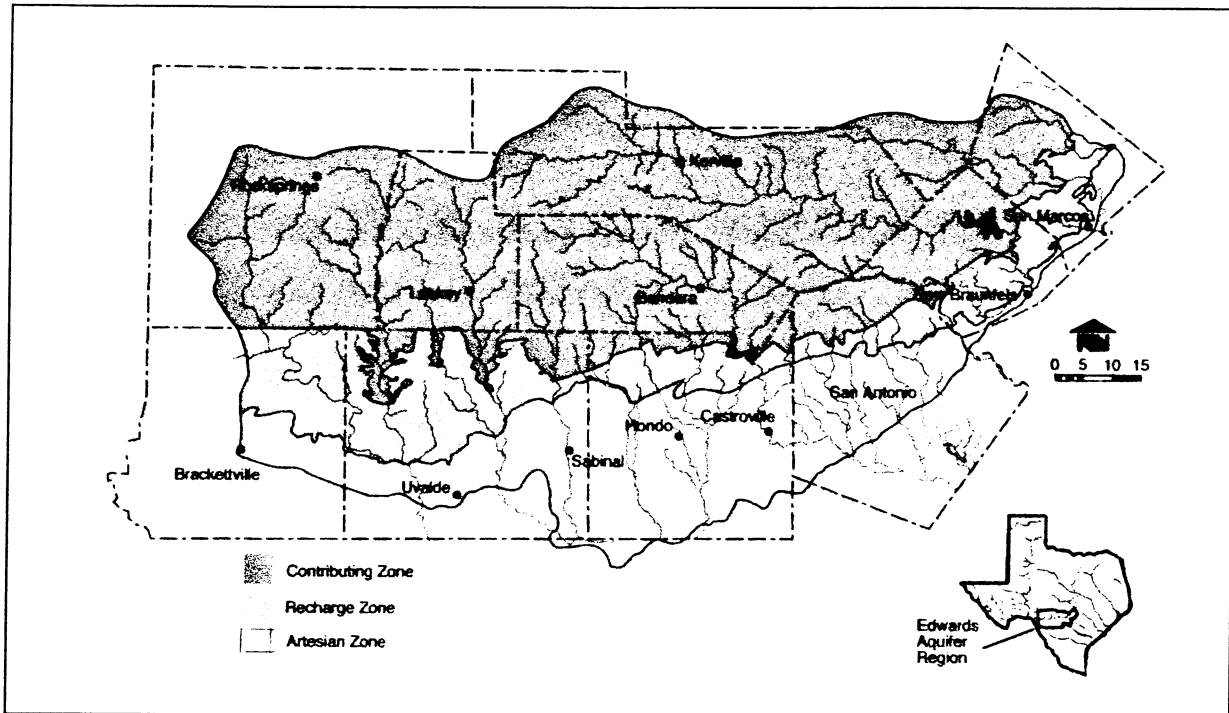 Kerrville
Rocksprings
San Marcos
Leakey
Bandera
New Braunfels
0 5 10 15
San Antonio
Castroville
Hondo
Sabinal
Brackettville
Uvalde
Contributing Zone
Recharge Zone
Artesian Zone
Edwards
Aquifer
Region